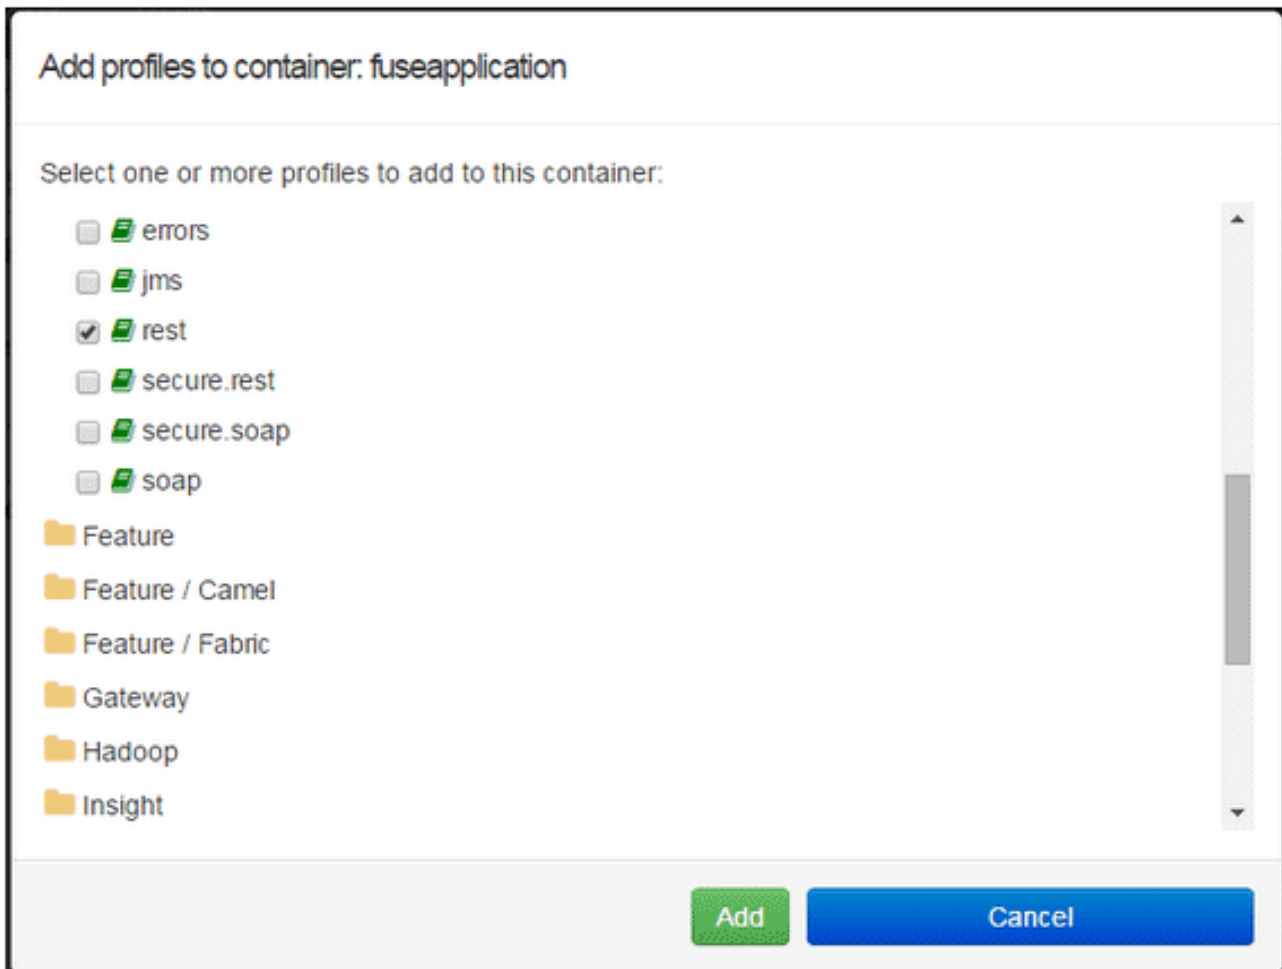 Add profiles to container: fuseapplication
Select one or more profiles to add to this container:
errors
jms
rest
secure.rest
secure.soap
soap
Feature
Feature / Camel
Feature / Fabric
Gateway
Hadoop
Insight
Add Cancel